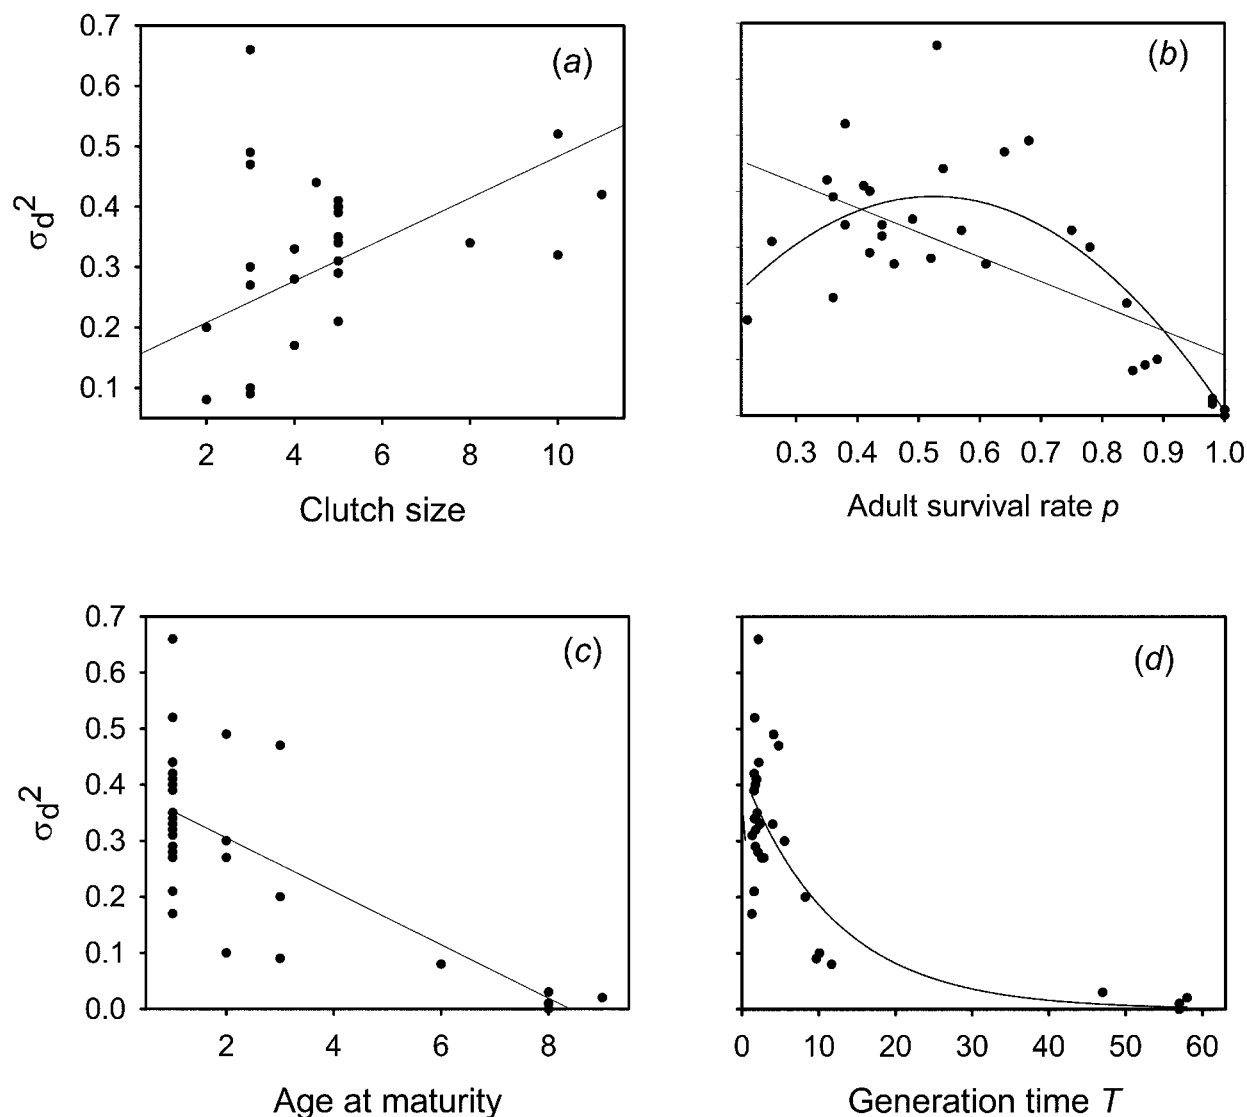 0.7
0.6
0.5
0.4
0.3
0.2
0.1
σd²
(a)
2 4 6 8 10
Clutch size
(b)
0.3 0.4 0.5 0.6 0.7 0.8 0.9 1.0
Adult survival rate p
0.7
0.6
0.5
0.4
0.3
0.2
0.1
0.0
σd²
(c)
2 4 6 8
Age at maturity
(d)
0 10 20 30 40 50 60
Generation time T